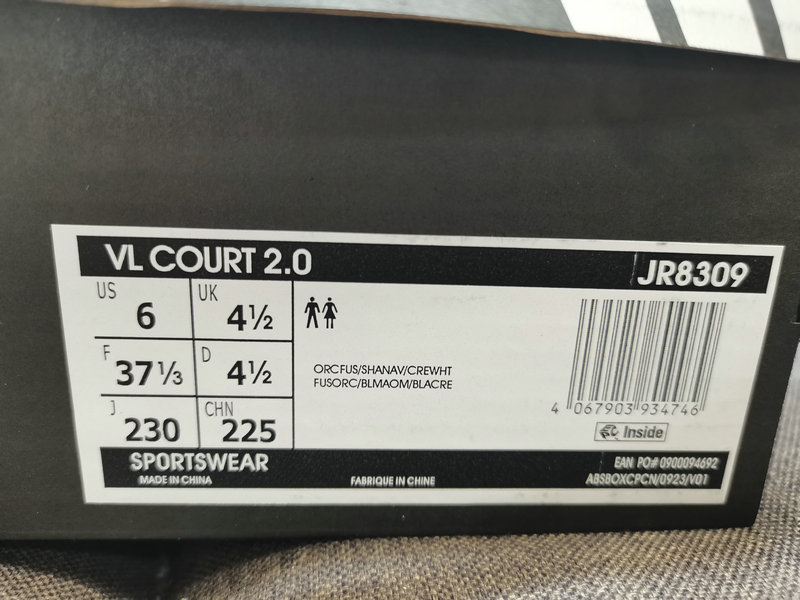 VL COURT 2.0 JR8309
US 6 UK 4½
F 37⅓ D 4½
J 230 CHN 225
ORCFUS/SHANAV/CREWHT
FUSORC/BLMAOM/BLACRE
4 067903 934746
Inside
SPORTSWEAR EAN PO# 0900094692
MADE IN CHINA FABRIQUE IN CHINE ABSBOXCPCN/0923/V01